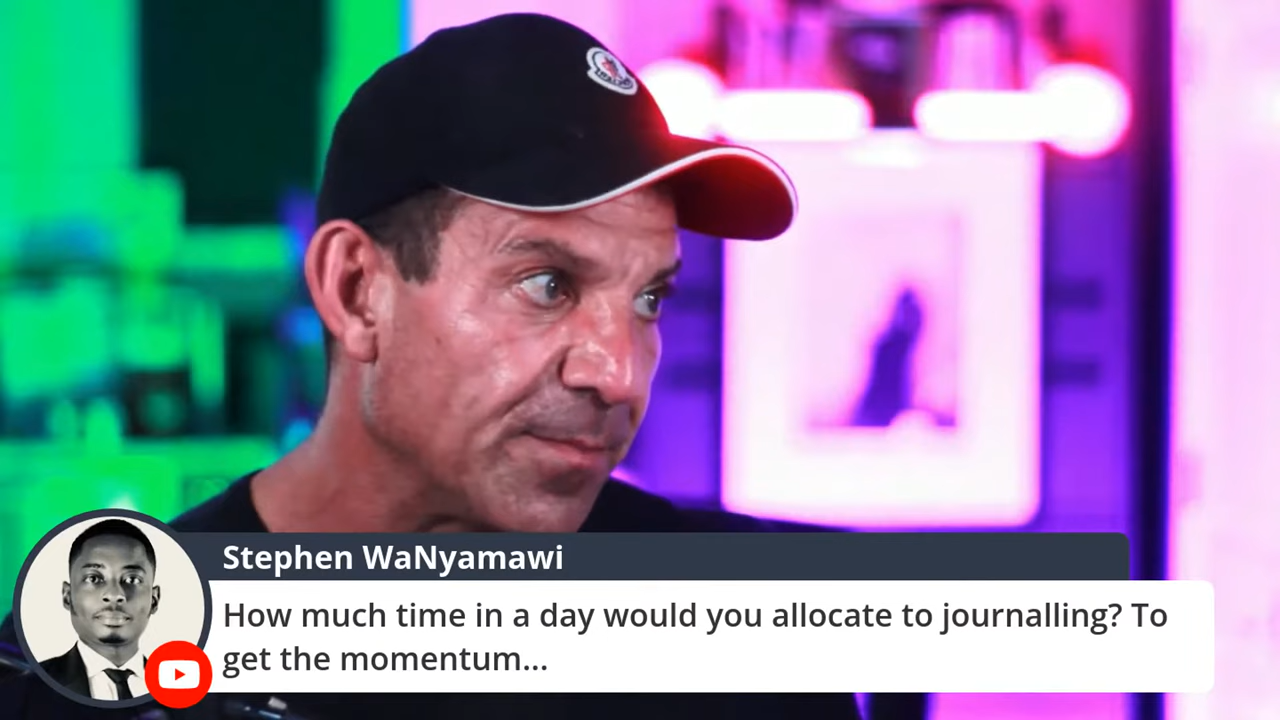 Stephen WaNyamawi
How much time in a day would you allocate to journalling? To
get the momentum...